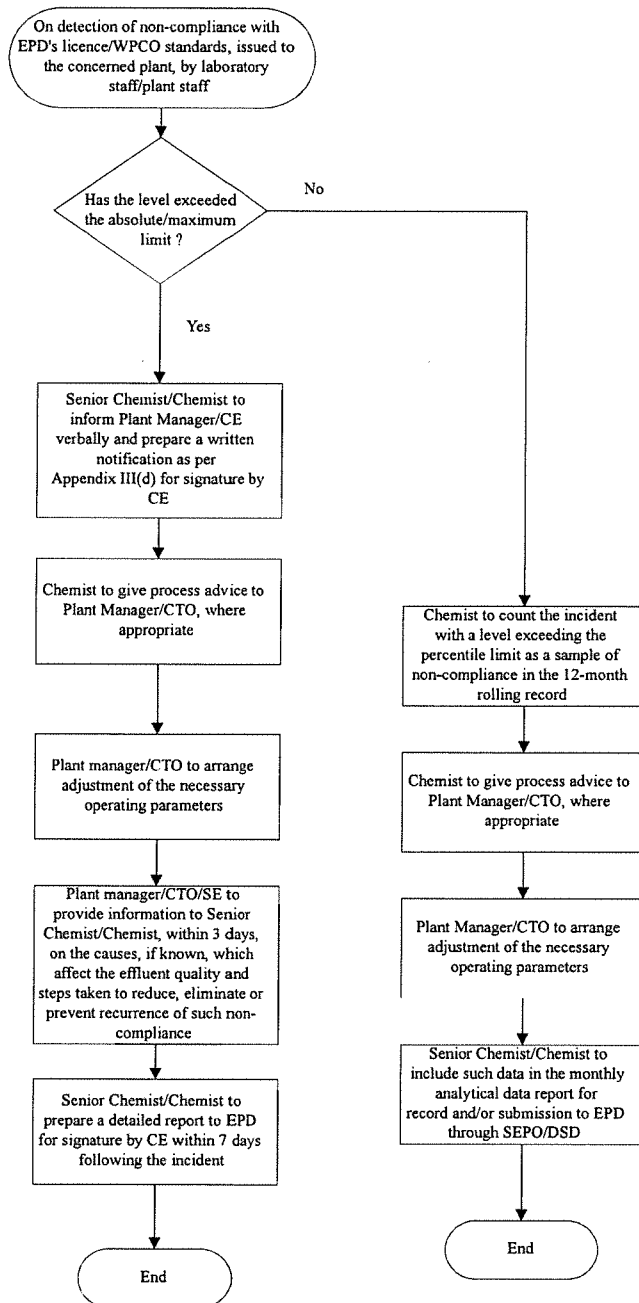 On detection of non-compliance with
EPD's licence/WPCO standards, issued to
the concerned plant, by laboratory
staff/plant staff
Has the level exceeded
the absolute/maximum
limit ?
No
Yes
Senior Chemist/Chemist to
inform Plant Manager/CE
verbally and prepare a written
notification as per
Appendix III(d) for signature by
CE
Chemist to give process advice to
Plant Manager/CTO, where
appropriate
Plant manager/CTO to arrange
adjustment of the necessary
operating parameters
Plant manager/CTO/SE to
provide information to Senior
Chemist/Chemist, within 3 days,
on the causes, if known, which
affect the effluent quality and
steps taken to reduce, eliminate or
prevent recurrence of such non-
compliance
Senior Chemist/Chemist to
prepare a detailed report to EPD
for signature by CE within 7 days
following the incident
End
Chemist to count the incident
with a level exceeding the
percentile limit as a sample of
non-compliance in the 12-month
rolling record
Chemist to give process advice to
Plant Manager/CTO, where
appropriate
Plant Manager/CTO to arrange
adjustment of the necessary
operating parameters
Senior Chemist/Chemist to
include such data in the monthly
analytical data report for
record and/or submission to EPD
through SEPO/DSD
End